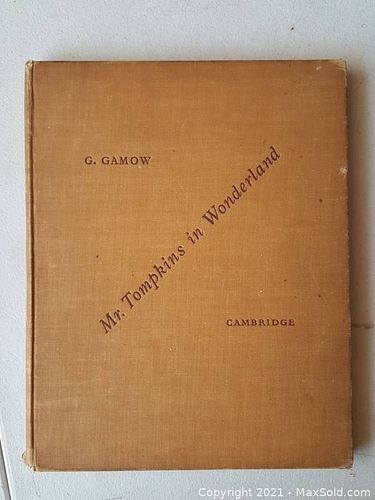 G. GAMOW
Mr. Tompkins in Wonderland
CAMBRIDGE
Copyright 2021 - MaxSold.com